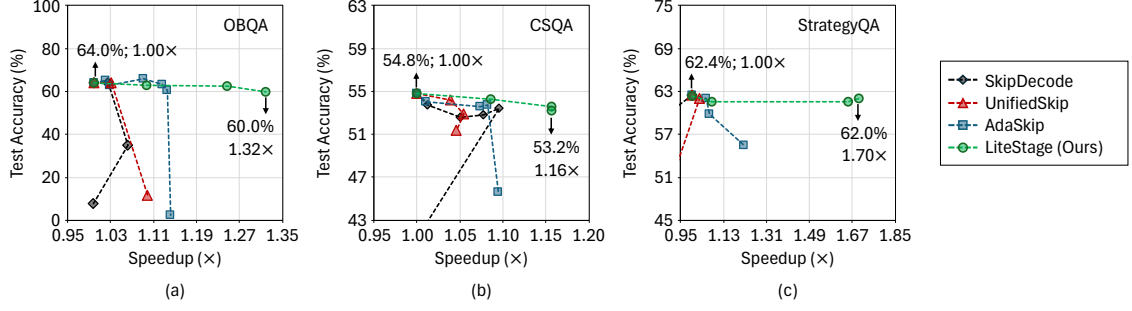 OBQA
100
80
60
40
20
0
64.0%; 1.00×
60.0%
1.32×
Test Accuracy (%)
0.95 1.03 1.11 1.19 1.27 1.35
Speedup (×)
(a)
CSQA
63
59
55
51
47
43
54.8%; 1.00×
53.2%
1.16×
Test Accuracy (%)
0.95 1.00 1.05 1.10 1.15 1.20
Speedup (×)
(b)
StrategyQA
75
69
63
57
51
45
62.4%; 1.00×
62.0%
1.70×
Test Accuracy (%)
0.95 1.13 1.31 1.49 1.67 1.85
Speedup (×)
(c)
SkipDecode
UnifiedSkip
AdaSkip
LiteStage (Ours)